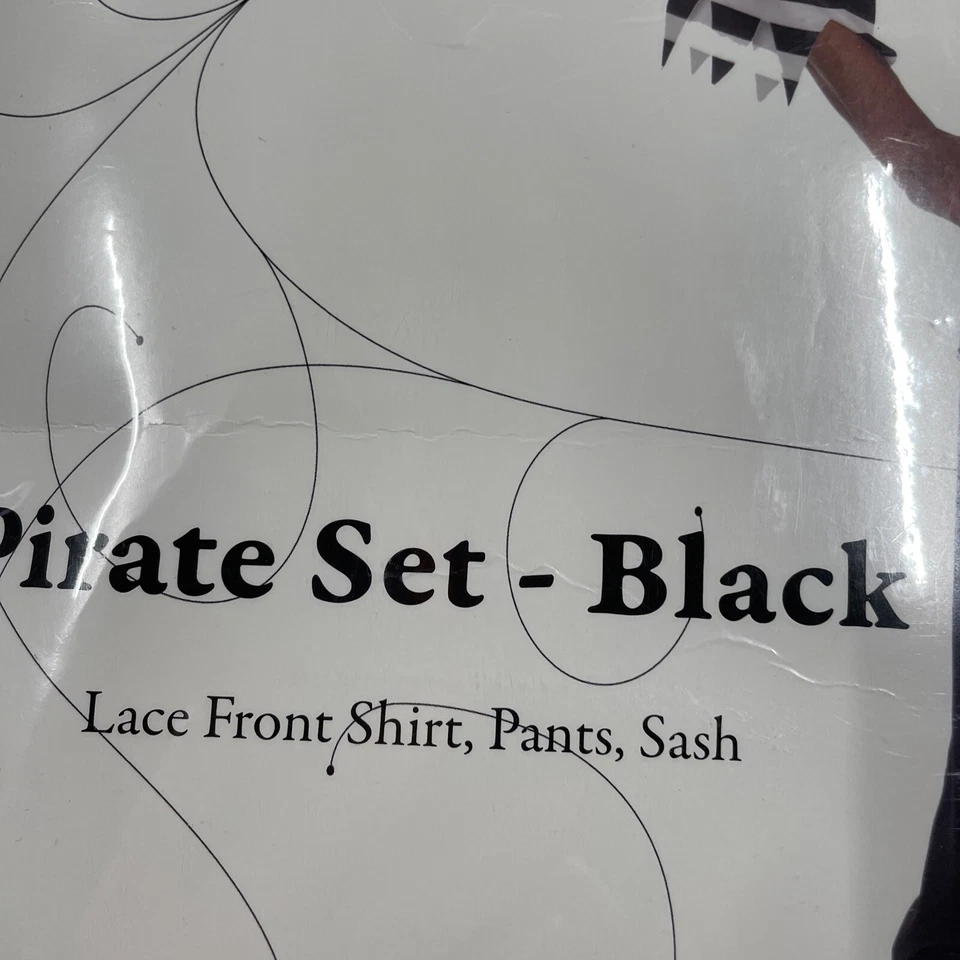 Pirate Set - Black
Lace Front Shirt, Pants, Sash